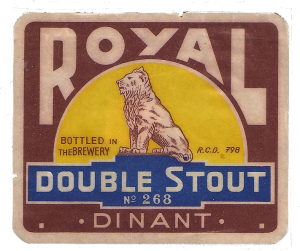 ROYAL
BOTTLED IN
THE BREWERY
R.C.D. 798
DOUBLE STOUT
Nº 268
· DINANT ·